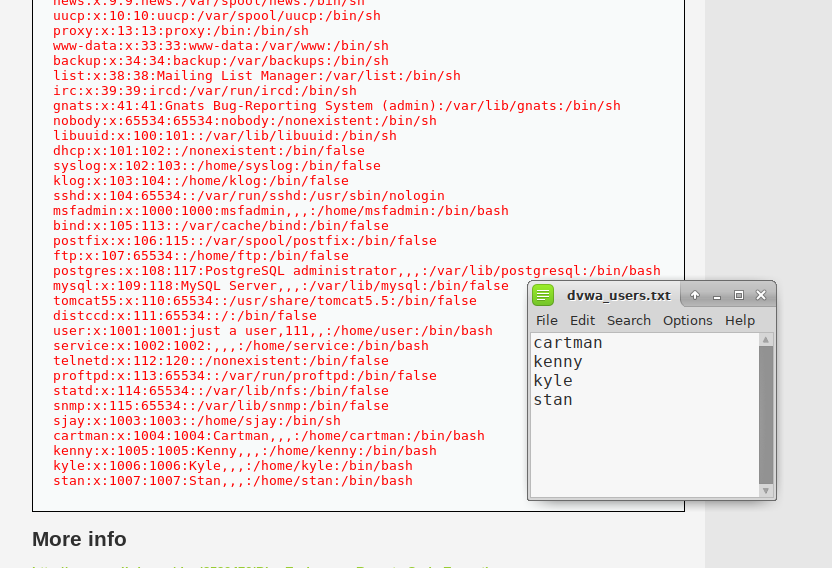 news:x:9:9:news:/var/spool/news:/bin/sh
uucp:x:10:10:uucp:/var/spool/uucp:/bin/sh
proxy:x:13:13:proxy:/bin:/bin/sh
www-data:x:33:33:www-data:/var/www:/bin/sh
backup:x:34:34:backup:/var/backups:/bin/sh
list:x:38:38:Mailing List Manager:/var/list:/bin/sh
irc:x:39:39:ircd:/var/run/ircd:/bin/sh
gnats:x:41:41:Gnats Bug-Reporting System (admin):/var/lib/gnats:/bin/sh
nobody:x:65534:65534:nobody:/nonexistent:/bin/sh
libuuid:x:100:101::/var/lib/libuuid:/bin/sh
dhcp:x:101:102::/nonexistent:/bin/false
syslog:x:102:103::/home/syslog:/bin/false
klog:x:103:104::/home/klog:/bin/false
sshd:x:104:65534::/var/run/sshd:/usr/sbin/nologin
msfadmin:x:1000:1000:msfadmin,,,:/home/msfadmin:/bin/bash
bind:x:105:113::/var/cache/bind:/bin/false
postfix:x:106:115::/var/spool/postfix:/bin/false
ftp:x:107:65534::/home/ftp:/bin/false
postgres:x:108:117:PostgreSQL administrator,,,:/var/lib/postgresql:/bin/bash
mysql:x:109:118:MySQL Server,,,:/var/lib/mysql:/bin/false
tomcat55:x:110:65534::/usr/share/tomcat5.5:/bin/false
distccd:x:111:65534::/:/bin/false
user:x:1001:1001:just a user,111,,:/home/user:/bin/bash
service:x:1002:1002:,,,:/home/service:/bin/bash
telnetd:x:112:120::/nonexistent:/bin/false
proftpd:x:113:65534::/var/run/proftpd:/bin/false
statd:x:114:65534::/var/lib/nfs:/bin/false
snmp:x:115:65534::/var/lib/snmp:/bin/false
sjay:x:1003:1003::/home/sjay:/bin/sh
cartman:x:1004:1004:Cartman,,,:/home/cartman:/bin/bash
kenny:x:1005:1005:Kenny,,,:/home/kenny:/bin/bash
kyle:x:1006:1006:Kyle,,,:/home/kyle:/bin/bash
stan:x:1007:1007:Stan,,,:/home/stan:/bin/bash
dvwa_users.txt
File Edit Search Options Help
cartman
kenny
kyle
stan
More info